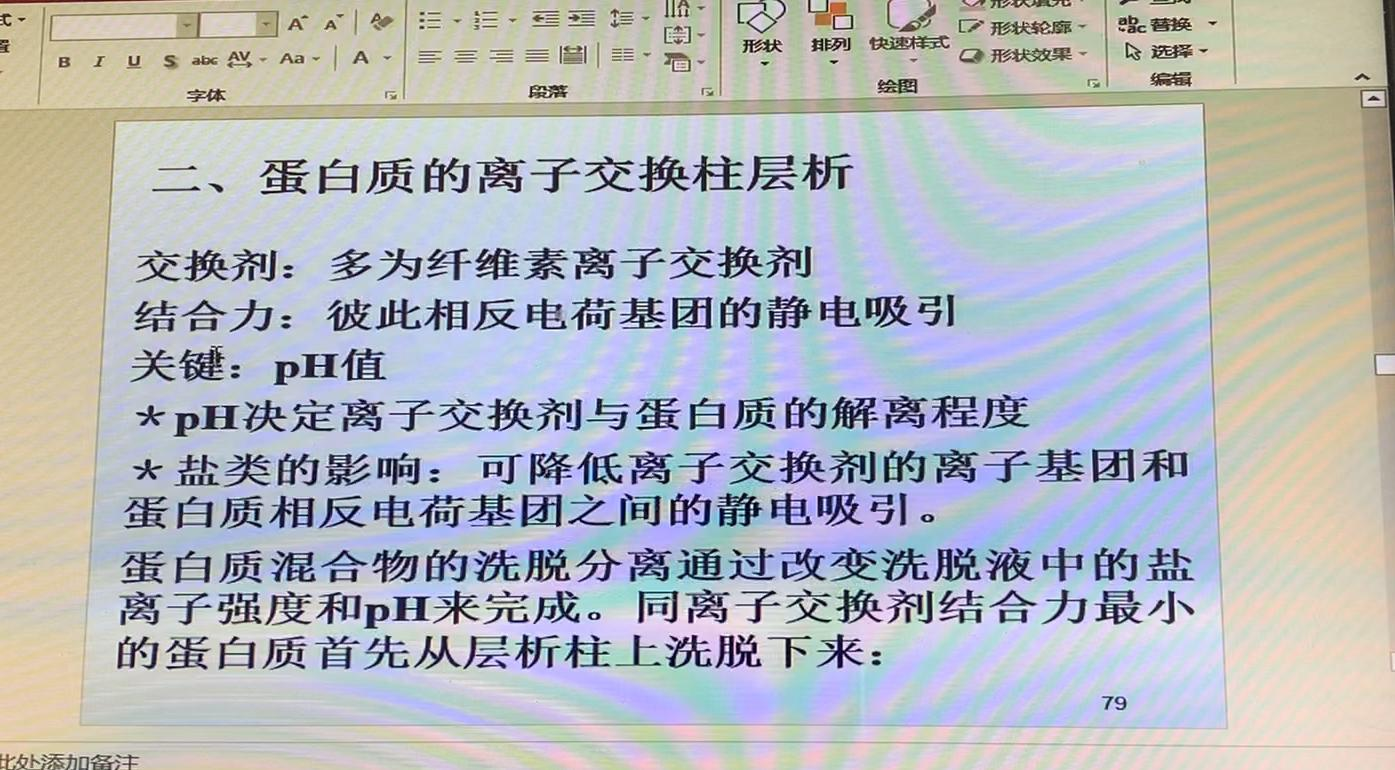 B I U S abc AV Aa A
字体
段落
形状
排列
快速样式
形状轮廓
形状效果
绘图
替换
选择
编辑
二、蛋白质的离子交换柱层析
交换剂：多为纤维素离子交换剂
结合力：彼此相反电荷基团的静电吸引
关键：pH值
*pH决定离子交换剂与蛋白质的解离程度
*盐类的影响：可降低离子交换剂的离子基团和
蛋白质相反电荷基团之间的静电吸引。
蛋白质混合物的洗脱分离通过改变洗脱液中的盐
离子强度和pH来完成。同离子交换剂结合力最小
的蛋白质首先从层析柱上洗脱下来：
79
此处添加备注